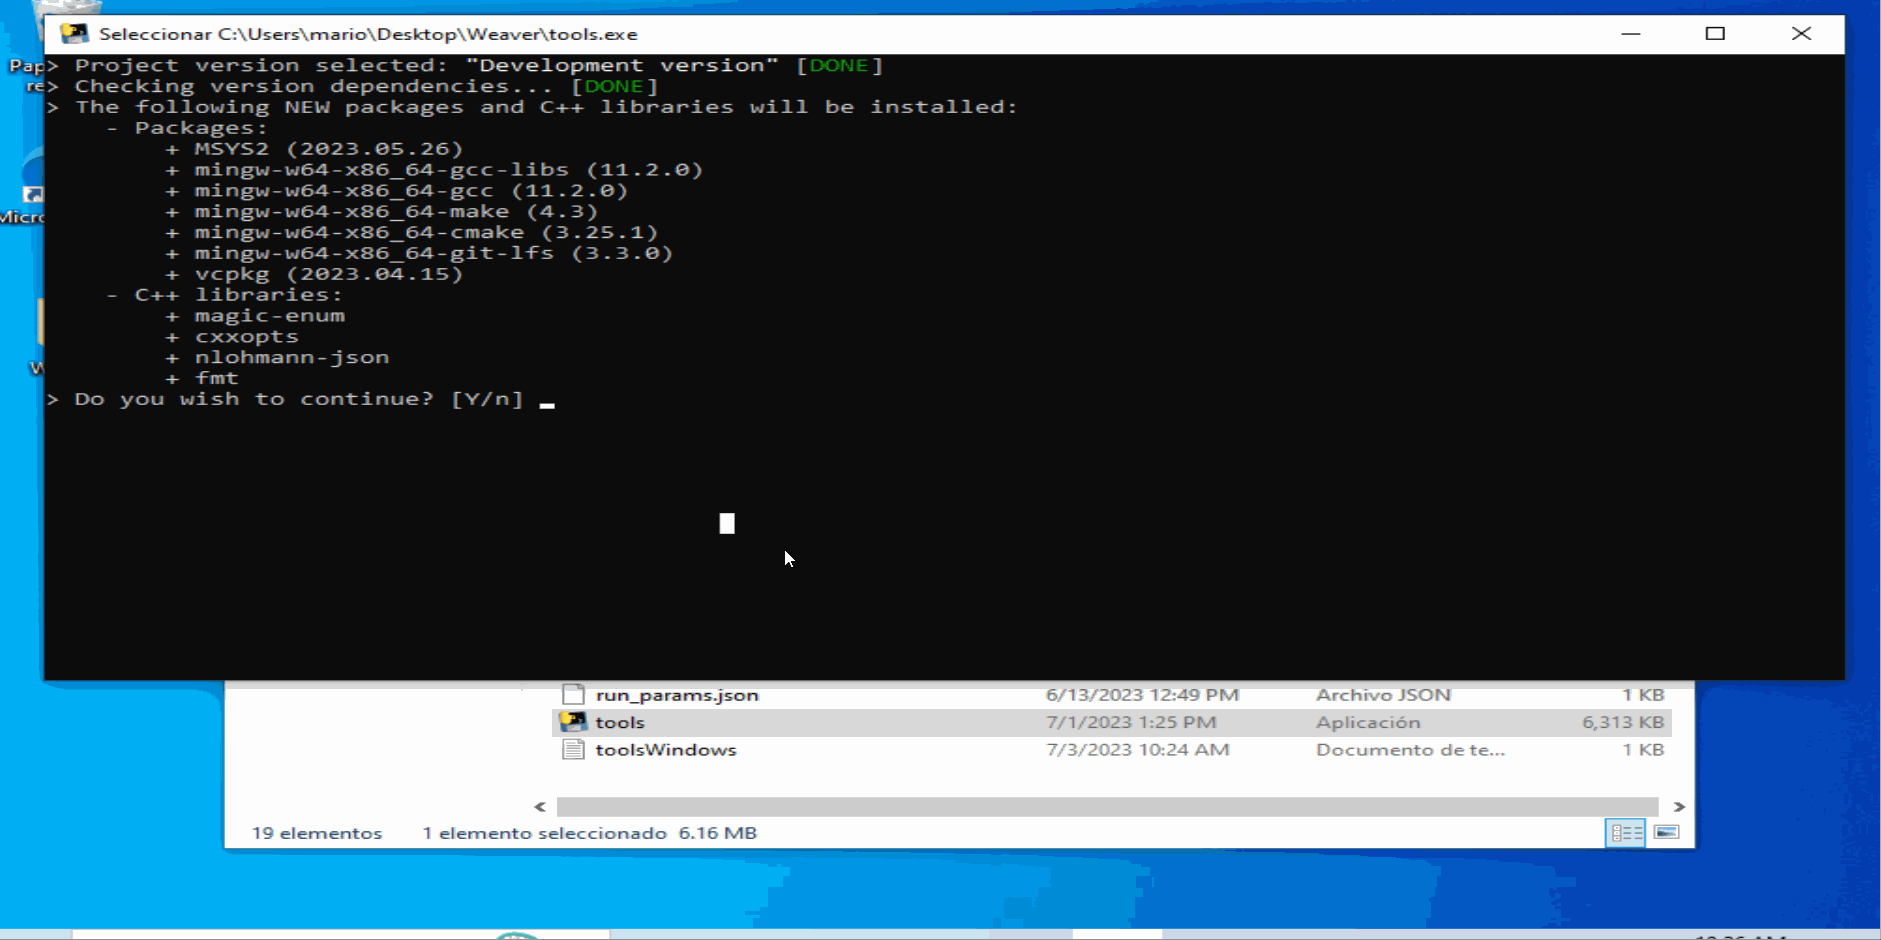 Seleccionar C:\Users\mario\Desktop\Weaver\tools.exe
> Project version selected: "Development version" [DONE]
> Checking version dependencies... [DONE]
> The following NEW packages and C++ libraries will be installed:
- Packages:
+ MSYS2 (2023.05.26)
+ mingw-w64-x86_64-gcc-libs (11.2.0)
+ mingw-w64-x86_64-gcc (11.2.0)
+ mingw-w64-x86_64-make (4.3)
+ mingw-w64-x86_64-cmake (3.25.1)
+ mingw-w64-x86_64-git-lfs (3.3.0)
+ vcpkg (2023.04.15)
- C++ libraries:
+ magic-enum
+ cxxopts
+ nlohmann-json
+ fmt
> Do you wish to continue? [Y/n]
Pap
re
Micro
W
run_params.json 6/13/2023 12:49 PM Archivo JSON 1 KB
tools 7/1/2023 1:25 PM Aplicación 6,313 KB
toolsWindows 7/3/2023 10:24 AM Documento de te... 1 KB
19 elementos 1 elemento seleccionado 6.16 MB